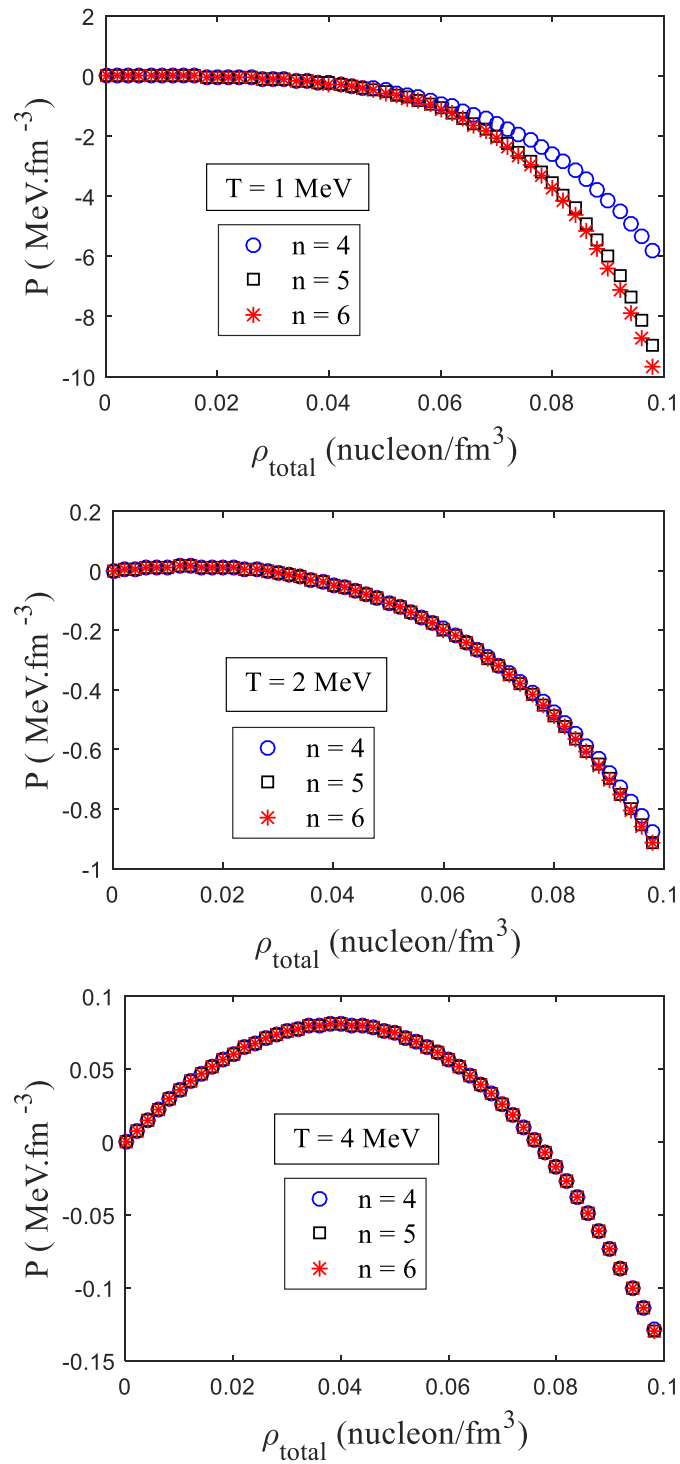 2
0
-2
-4
-6
-8
-10
P ( MeV.fm⁻³)
T = 1 MeV
n = 4
n = 5
n = 6
0 0.02 0.04 0.06 0.08 0.1
ρtotal (nucleon/fm³)
0.2
0
-0.2
-0.4
-0.6
-0.8
-1
P ( MeV.fm⁻³)
T = 2 MeV
n = 4
n = 5
n = 6
0 0.02 0.04 0.06 0.08 0.1
ρtotal (nucleon/fm³)
0.1
0.05
0
-0.05
-0.1
-0.15
P ( MeV.fm⁻³)
T = 4 MeV
n = 4
n = 5
n = 6
0 0.02 0.04 0.06 0.08 0.1
ρtotal (nucleon/fm³)